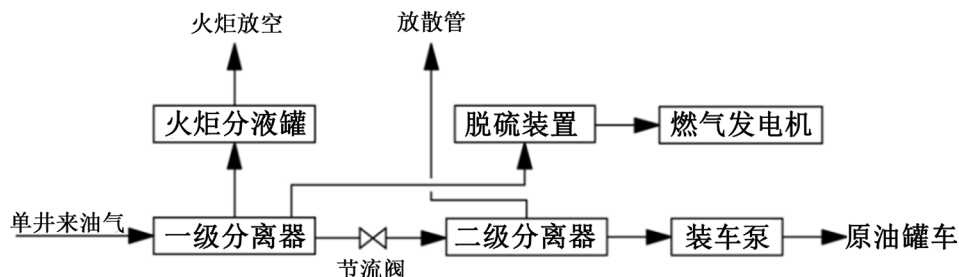 火炬放空
放散管
火炬分液罐
脱硫装置
燃气发电机
单井来油气
一级分离器
节流阀
二级分离器
装车泵
原油罐车